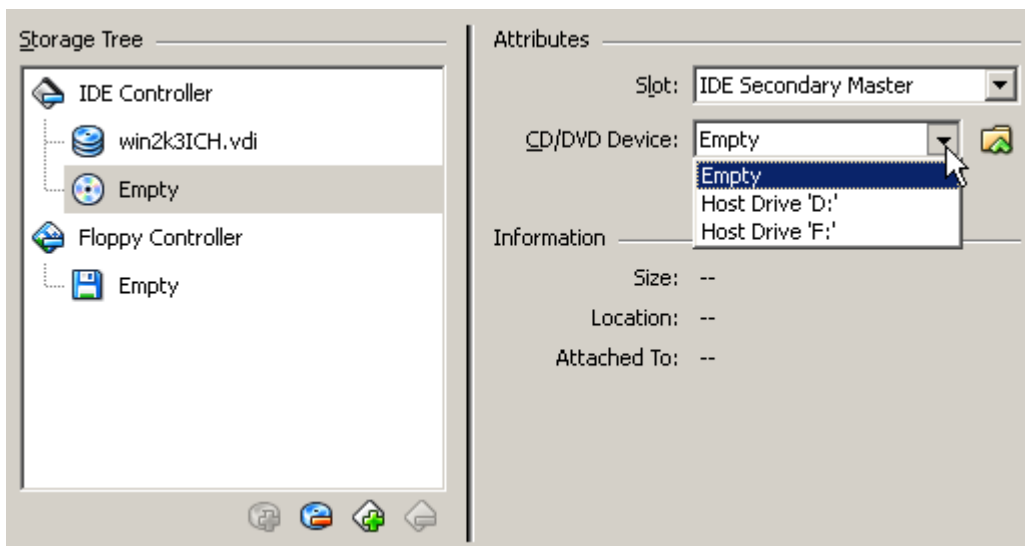 Storage Tree
IDE Controller
win2k3ICH.vdi
Empty
Floppy Controller
Empty
Attributes
Slot: IDE Secondary Master
CD/DVD Device: Empty
Empty
Host Drive 'D:'
Host Drive 'F:'
Information
Size: --
Location: --
Attached To: --